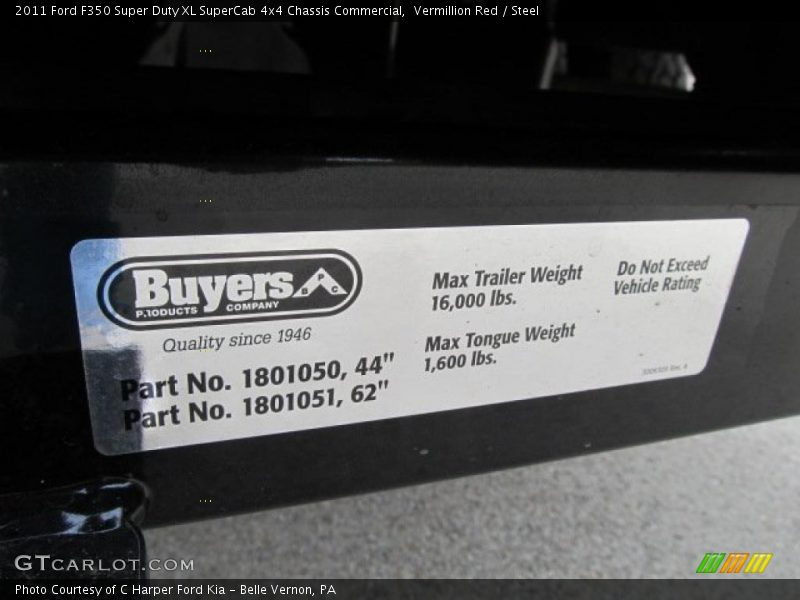 2011 Ford F350 Super Duty XL SuperCab 4x4 Chassis Commercial, Vermillion Red / Steel
Buyers
PRODUCTS COMPANY
B P C
Quality since 1946
Part No. 1801050, 44"
Part No. 1801051, 62"
Max Trailer Weight
16,000 lbs.
Max Tongue Weight
1,600 lbs.
Do Not Exceed
Vehicle Rating
GTCARLOT.COM
Photo Courtesy of C Harper Ford Kia - Belle Vernon, PA